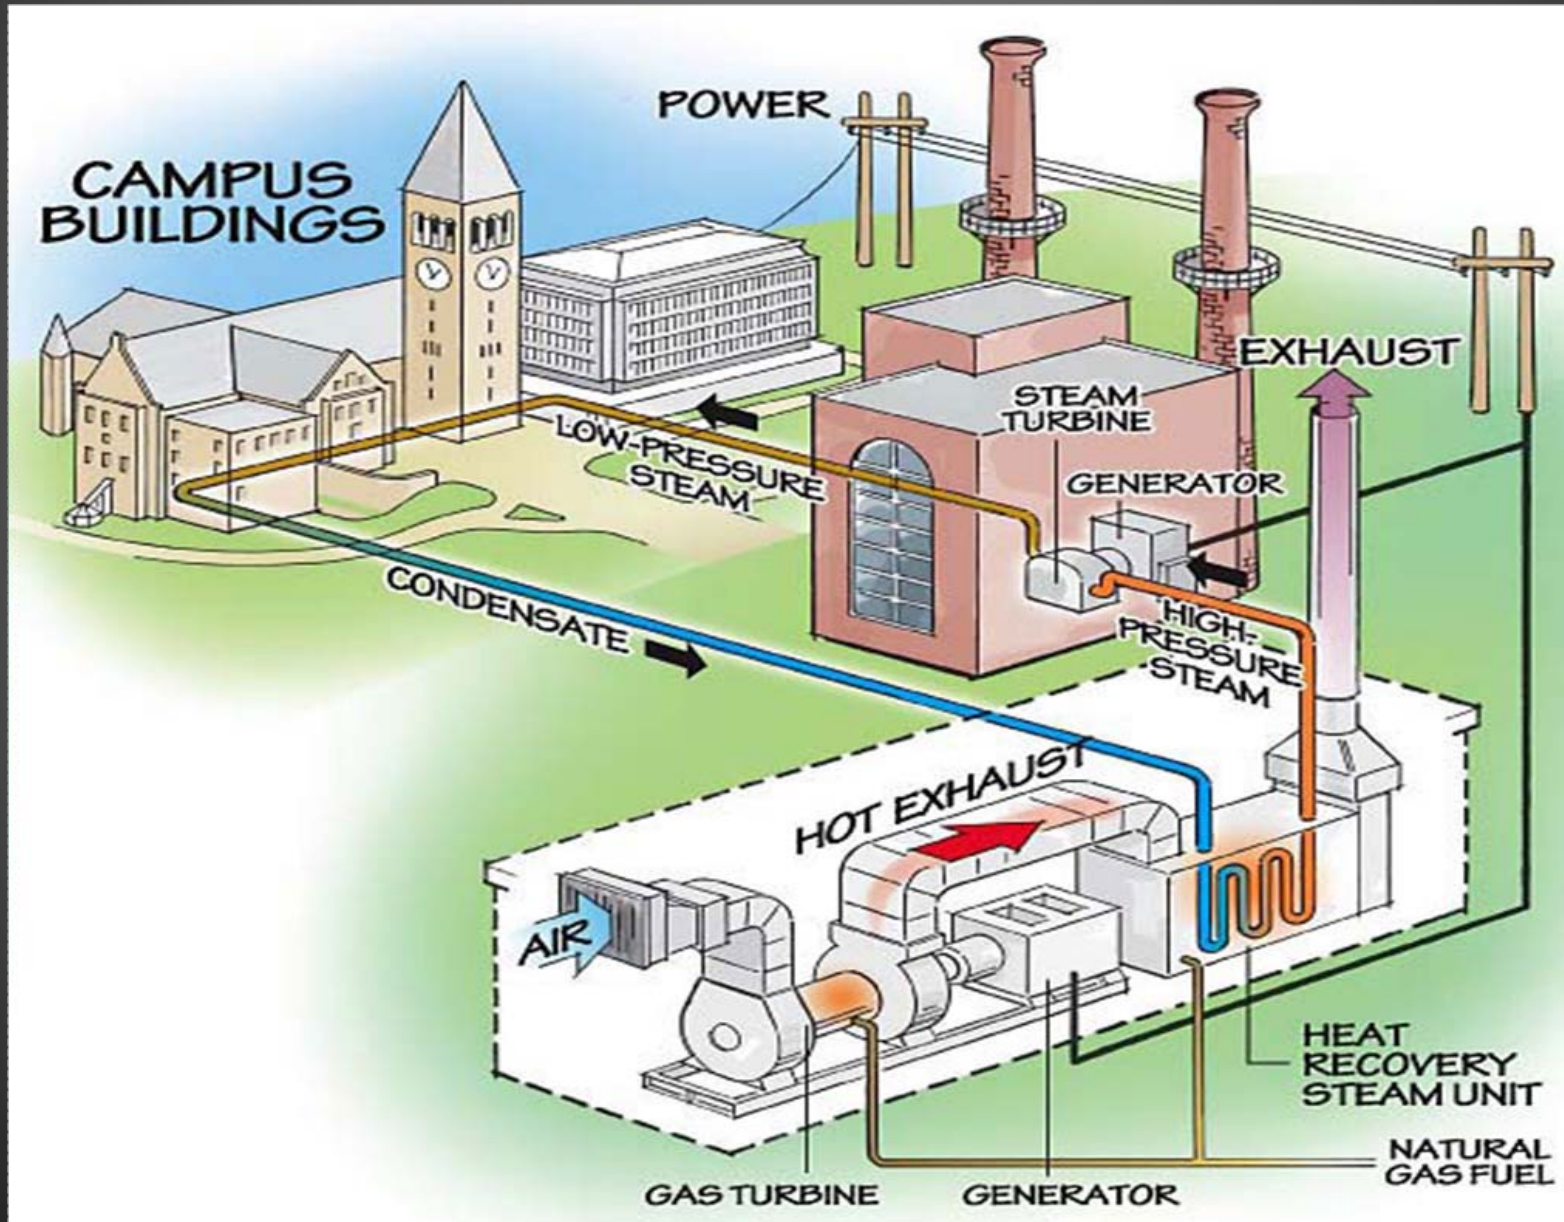 POWER
CAMPUS
BUILDINGS
EXHAUST
STEAM
TURBINE
LOW-PRESSURE
STEAM
GENERATOR
CONDENSATE
HIGH-
PRESSURE
STEAM
HOT EXHAUST
AIR
HEAT
RECOVERY
STEAM UNIT
NATURAL
GAS FUEL
GAS TURBINE
GENERATOR